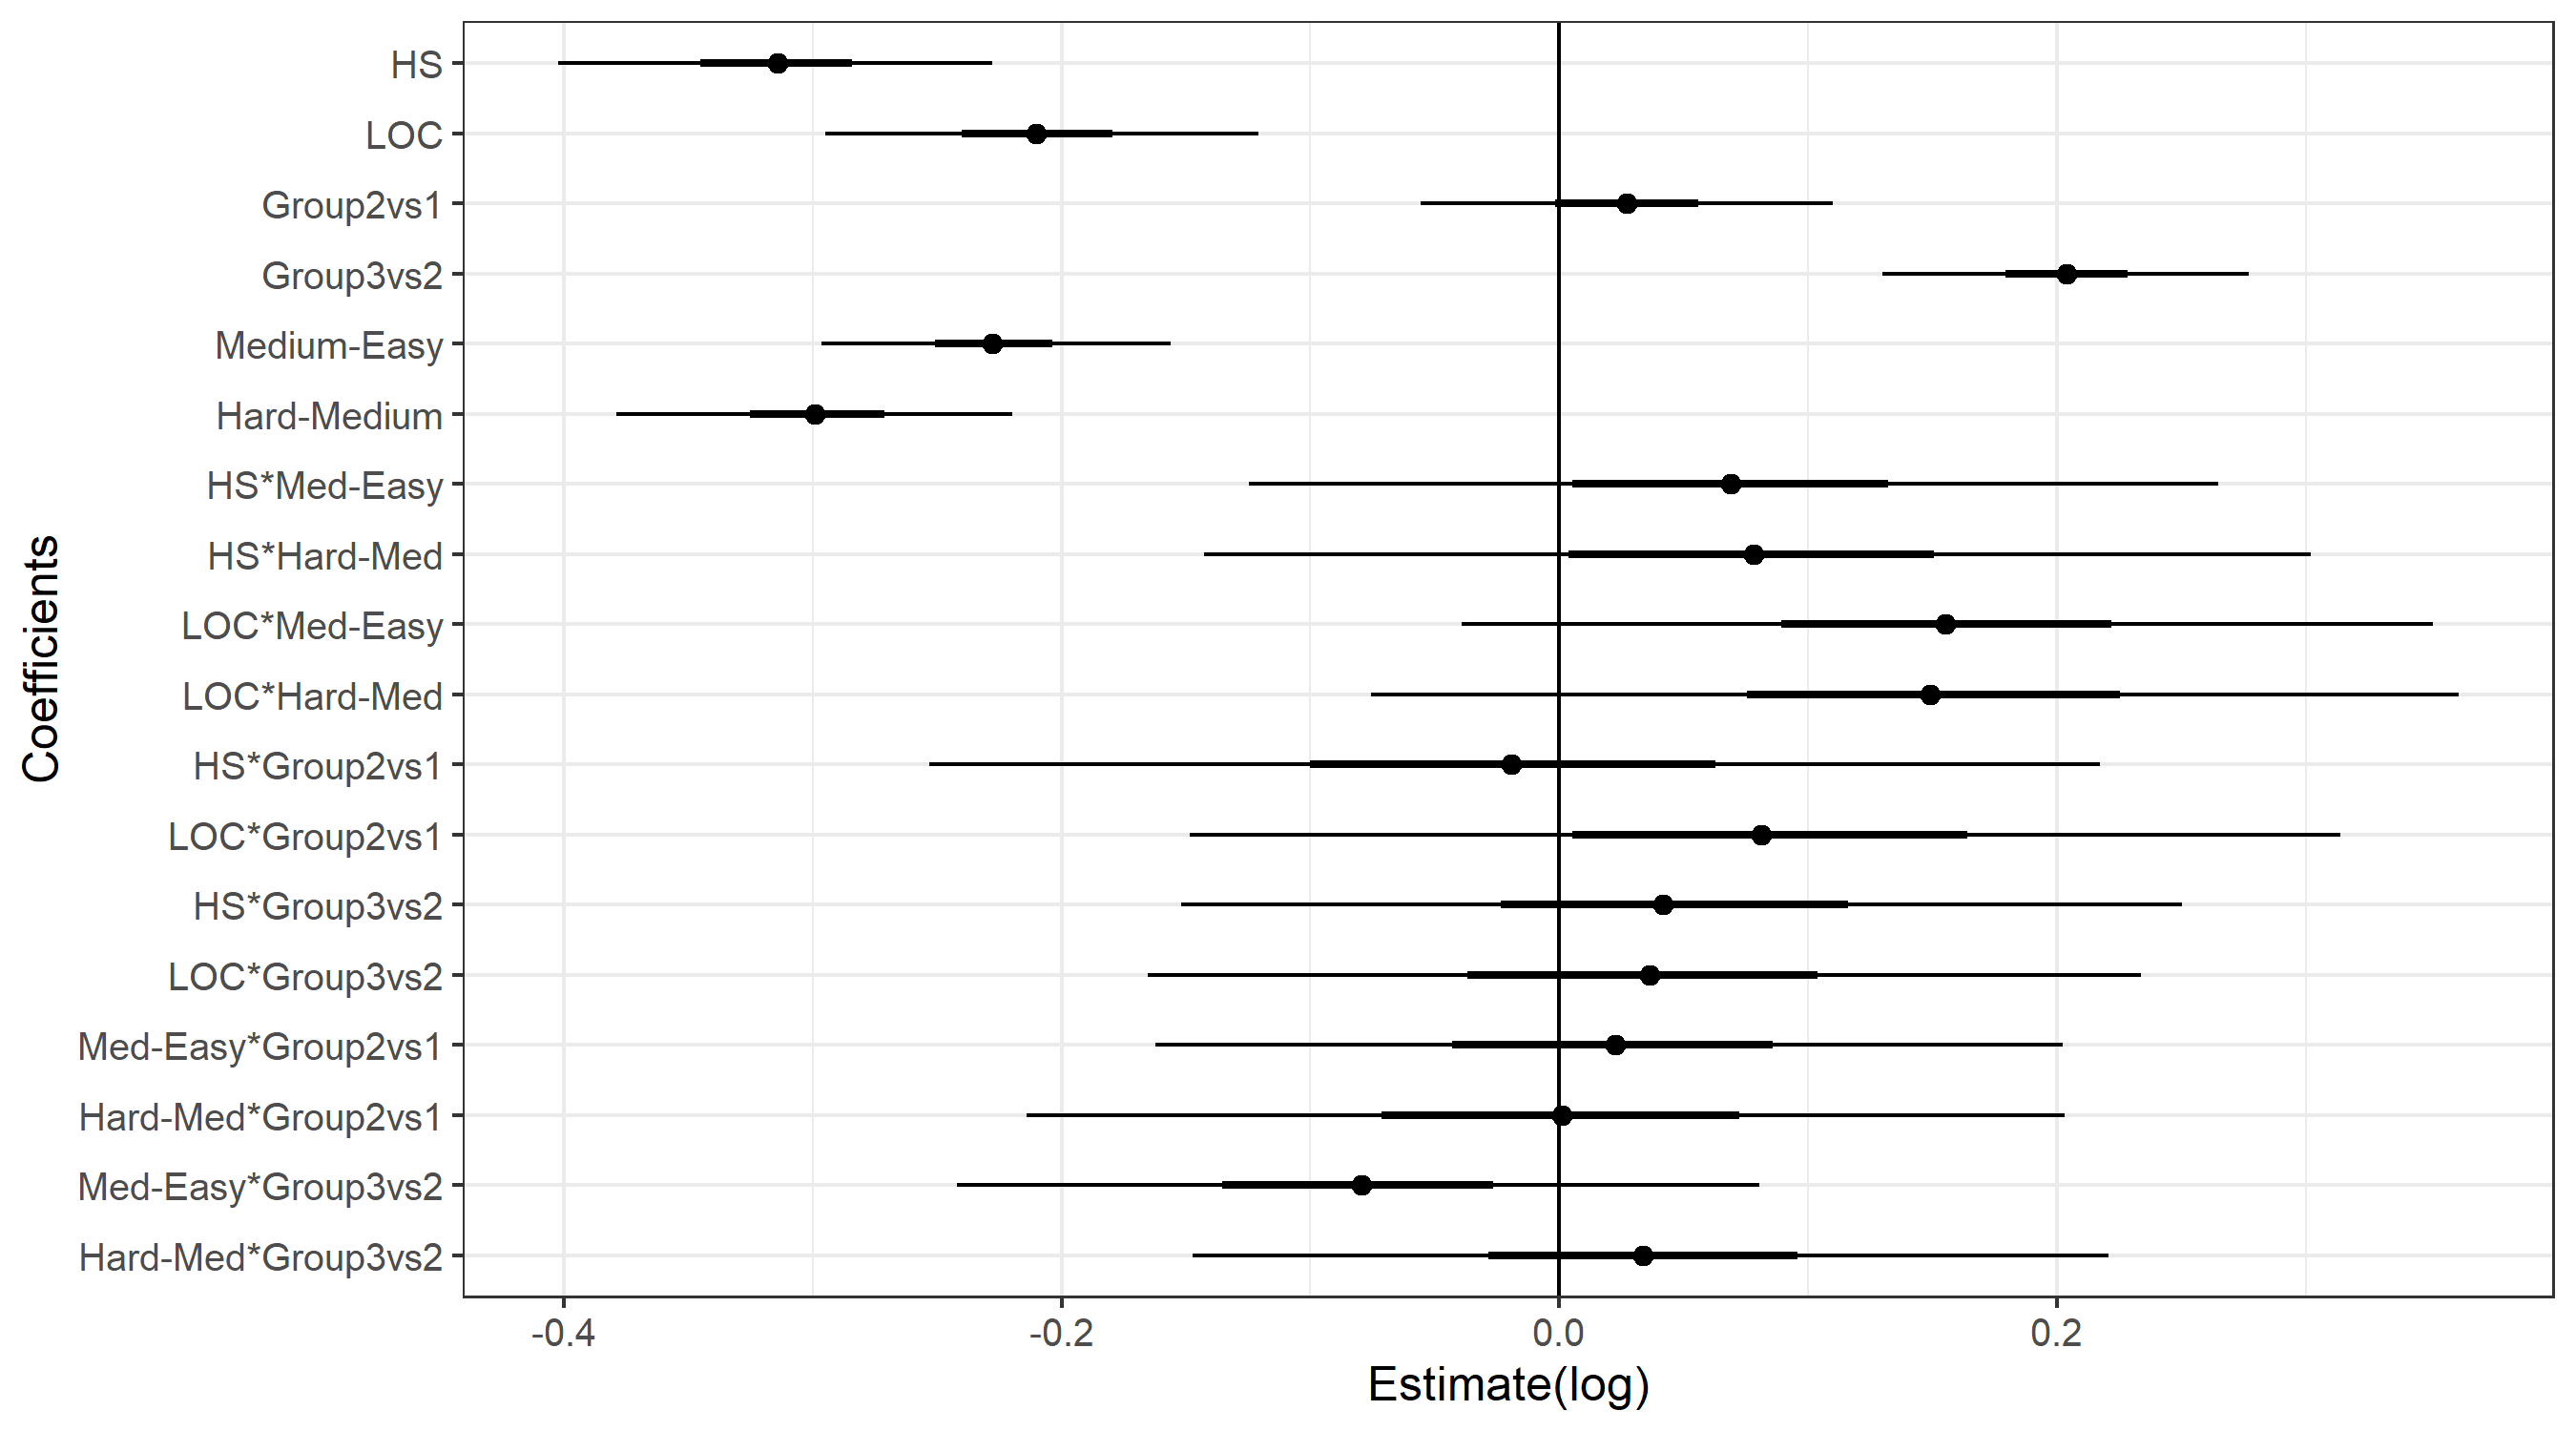 HS
LOC
Group2vs1
Group3vs2
Medium-Easy
Hard-Medium
HS*Med-Easy
HS*Hard-Med
LOC*Med-Easy
LOC*Hard-Med
HS*Group2vs1
LOC*Group2vs1
HS*Group3vs2
LOC*Group3vs2
Med-Easy*Group2vs1
Hard-Med*Group2vs1
Med-Easy*Group3vs2
Hard-Med*Group3vs2
Coefficients
-0.4 -0.2 0.0 0.2
Estimate(log)